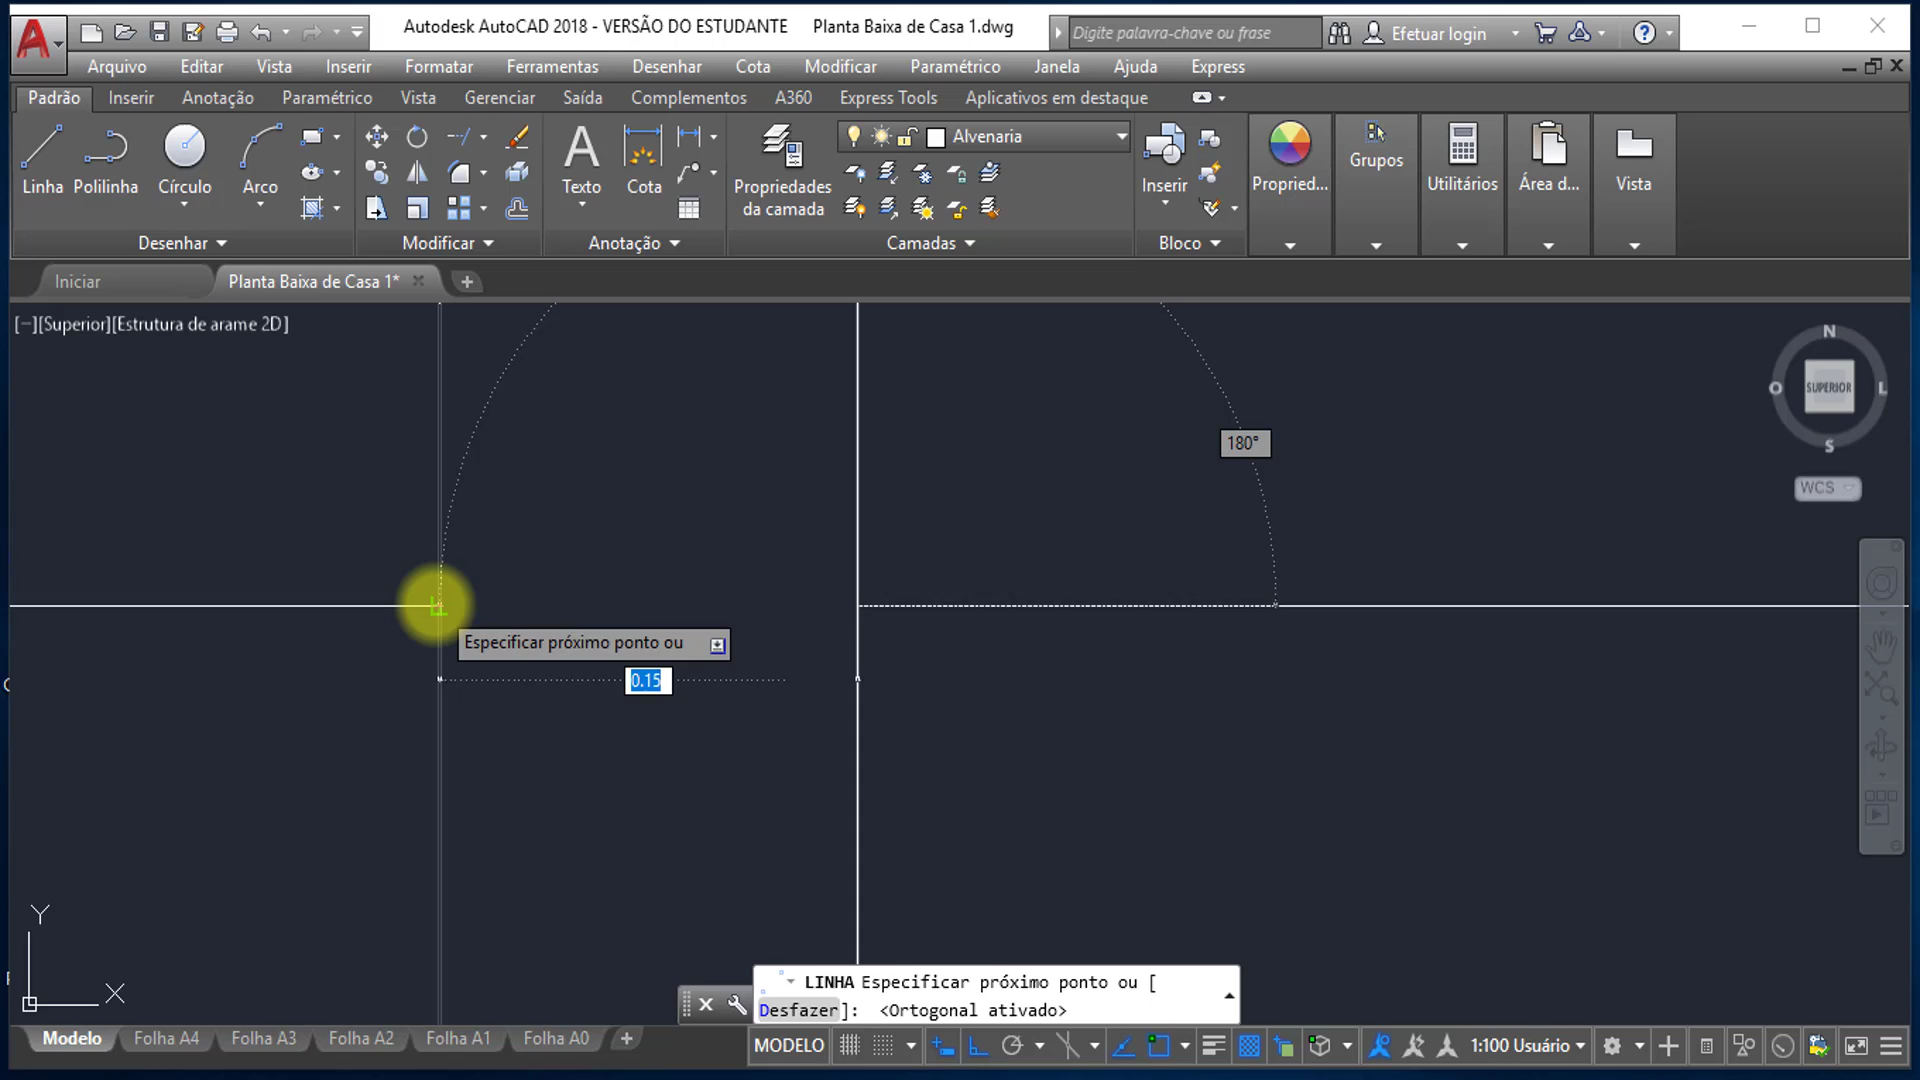 Autodesk AutoCAD 2018 - VERSÃO DO ESTUDANTE Planta Baixa de Casa 1.dwg
Digite palavra-chave ou frase
Efetuar login
Arquivo Editar Vista Inserir Formatar Ferramentas Desenhar Cota Modificar Paramétrico Janela Ajuda Express
Padrão Inserir Anotação Paramétrico Vista Gerenciar Saída Complementos A360 Express Tools Aplicativos em destaque
Linha Polilinha Círculo Arco
Texto Cota
Propriedades
da camada
Alvenaria
Inserir
Propried...
Grupos
Utilitários
Área d...
Vista
Desenhar Modificar Anotação Camadas Bloco
Iniciar Planta Baixa de Casa 1*
[−][Superior][Estrutura de arame 2D]
N
O SUPERIOR L
S
WCS
180°
Especificar próximo ponto ou
0.15
Y
X
LINHA Especificar próximo ponto ou [
Desfazer]: <Ortogonal ativado>
Modelo Folha A4 Folha A3 Folha A2 Folha A1 Folha A0
MODELO 1:100 Usuário